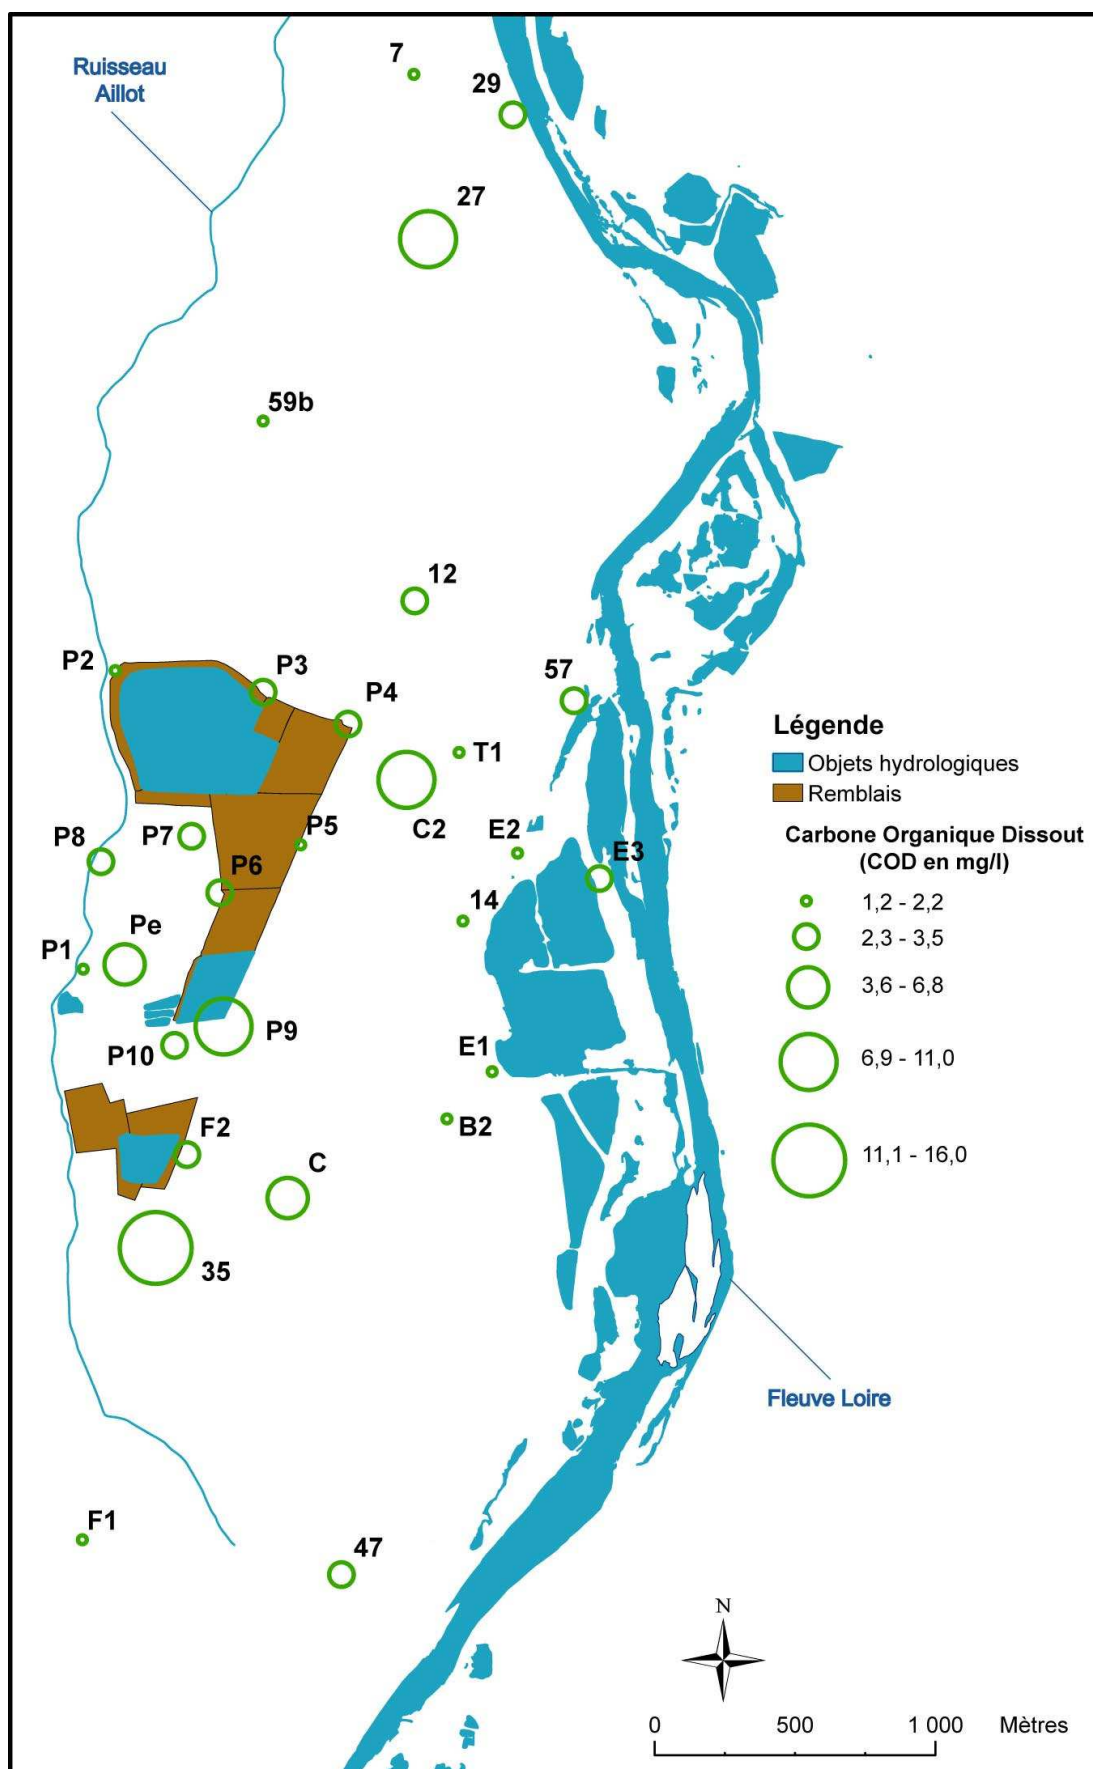 7
Ruisseau
Aillot
29
27
59b
12
P2
P3
57
P4
Légende
T1
Objets hydrologiques
Remblais
C2
P5
P7
P8
Carbone Organique Dissout
(COD en mg/l)
E2
E3
P6
1,2 - 2,2
14
2,3 - 3,5
Pe
P1
3,6 - 6,8
P9
P10
6,9 - 11,0
E1
B2
F2
11,1 - 16,0
C
35
Fleuve Loire
F1
47
N
0 500 1 000 Mètres